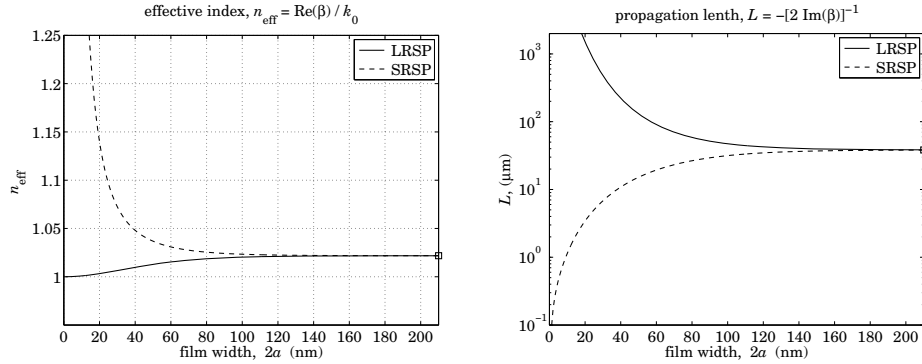 effective index, n_eff = Re(β) / k_0
1.25
1.2
1.15
1.1
1.05
1
n_eff
0 20 40 60 80 100 120 140 160 180 200
film width, 2a (nm)
LRSP
SRSP
propagation lenth, L = −[2 Im(β)]^−1
10^3
10^2
10^1
10^0
10^−1
L, (μm)
0 20 40 60 80 100 120 140 160 180 200
film width, 2a (nm)
LRSP
SRSP